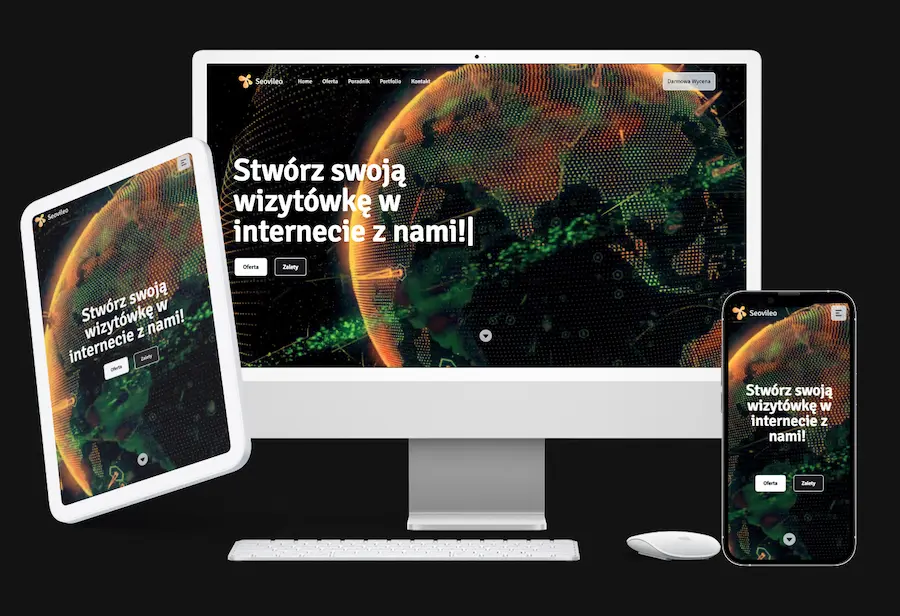 Seovileo
Home Oferta Poradnik Portfolio Kontakt
Darmowa Wycena
Stwórz swoją
wizytówkę w
internecie z nami!|
Oferta
Zalety
Seovileo
Stwórz swoją
wizytówkę w
internecie z nami!
Oferta
Zalety
Seovileo
Stwórz swoją
wizytówkę w
internecie z
nami!
Oferta
Zalety